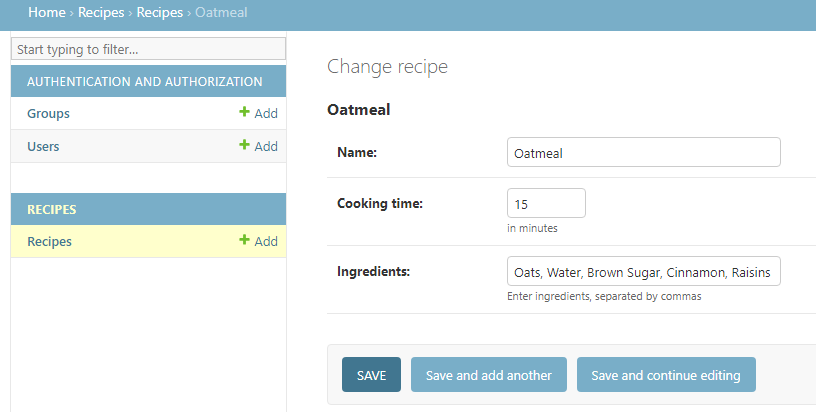 Home › Recipes › Recipes › Oatmeal
Start typing to filter...
AUTHENTICATION AND AUTHORIZATION
Groups + Add
Users + Add
RECIPES
Recipes + Add
Change recipe
Oatmeal
Name: Oatmeal
Cooking time: 15
in minutes
Ingredients: Oats, Water, Brown Sugar, Cinnamon, Raisins
Enter ingredients, separated by commas
SAVE Save and add another Save and continue editing